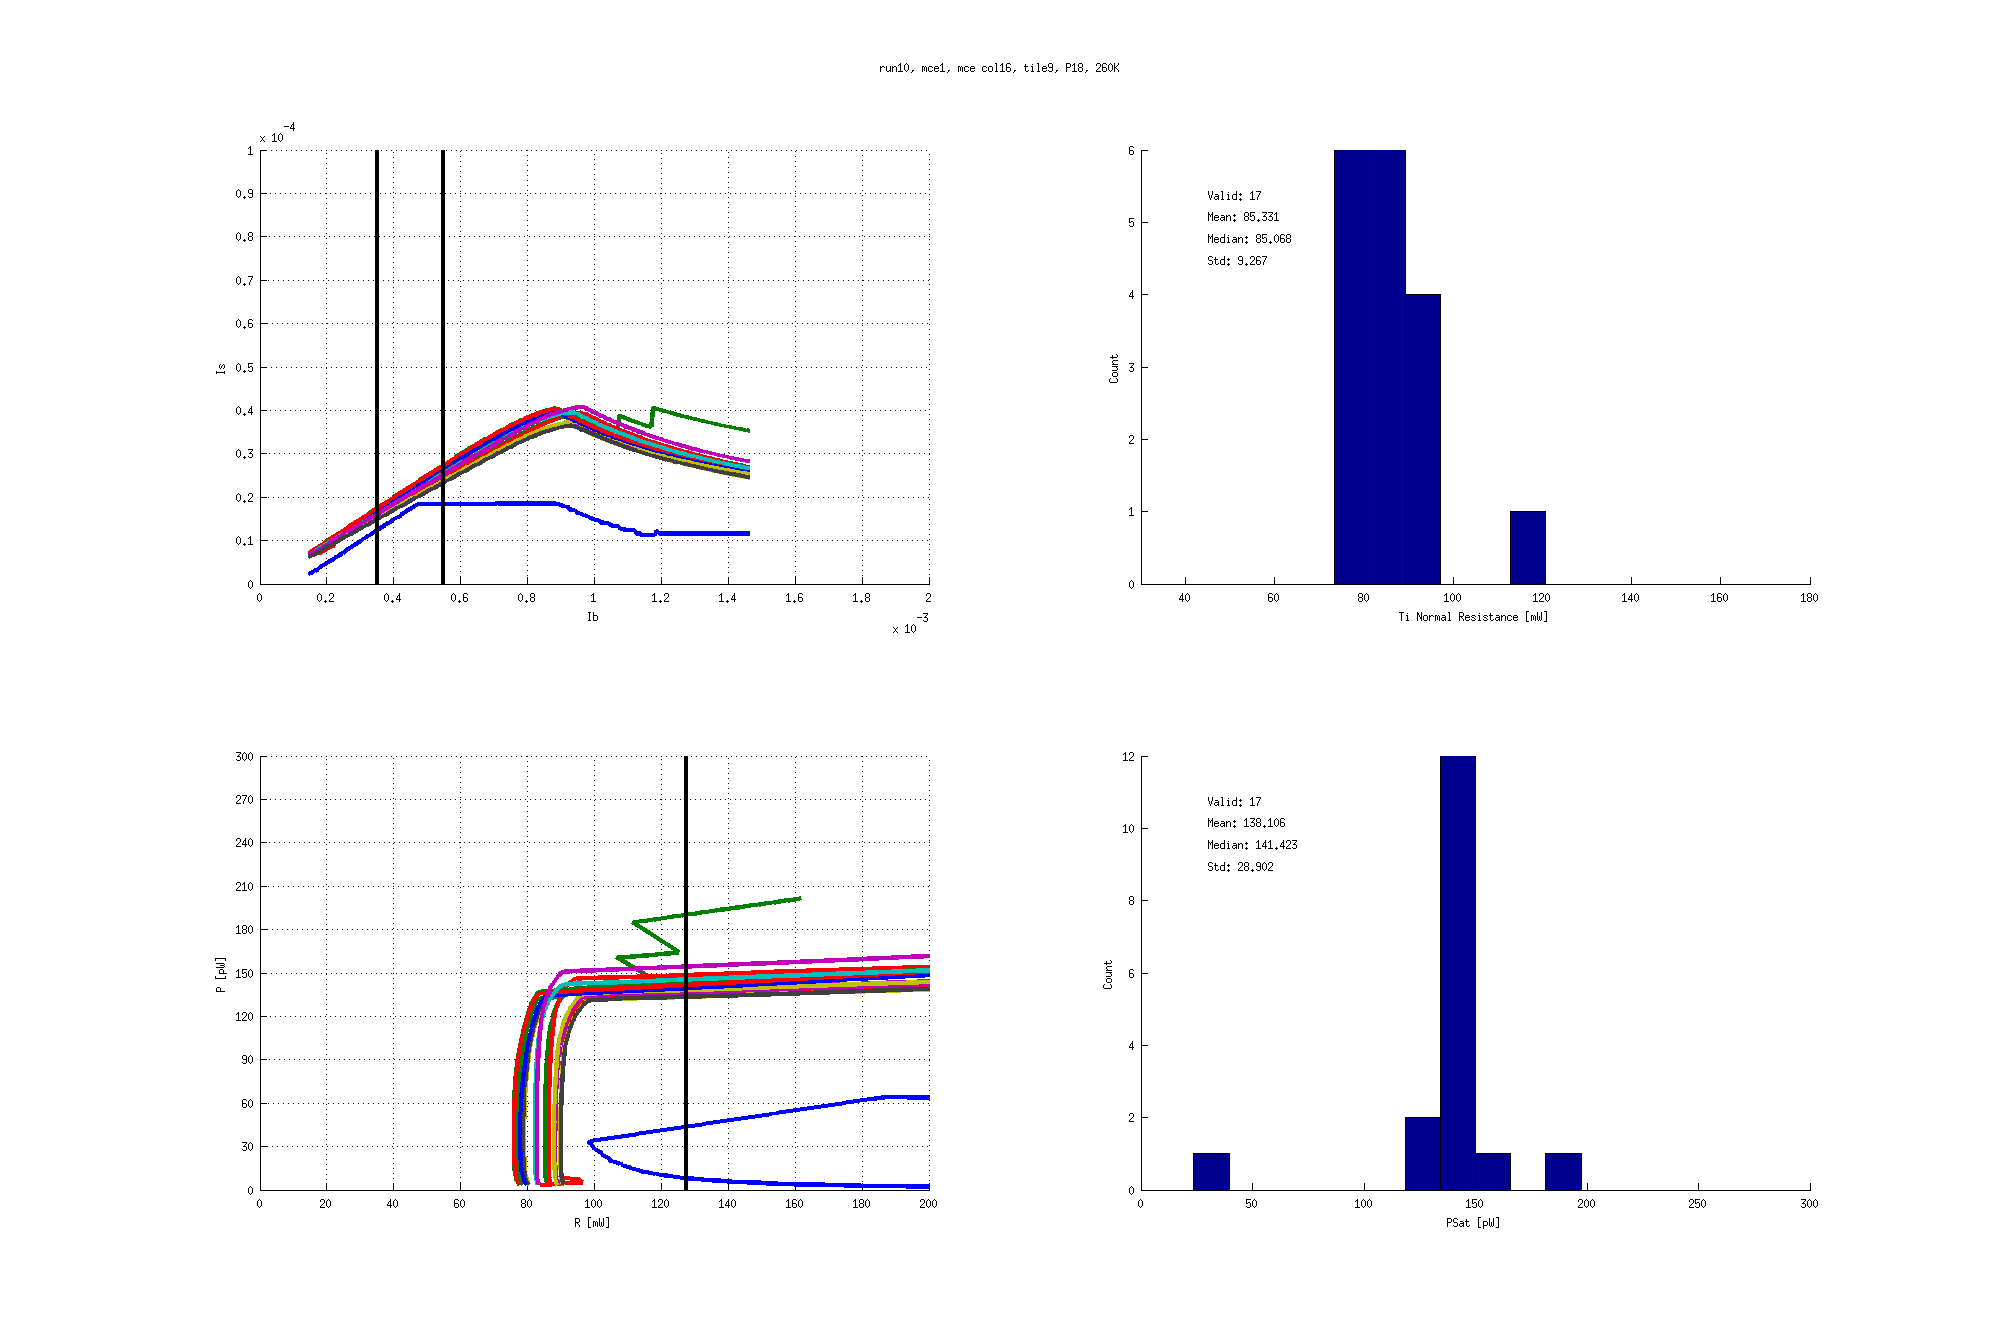 run10, mce1, mce col16, tile9, P18, 260K
x 10
-4
1
0.9
0.8
0.7
0.6
0.5
0.4
0.3
0.2
0.1
0
Is
0 0.2 0.4 0.6 0.8 1 1.2 1.4 1.6 1.8 2
Ib
x 10
-3
6
5
4
3
2
1
0
Count
Valid: 17
Mean: 85.331
Median: 85.068
Std: 9.267
40 60 80 100 120 140 160 180
Ti Normal Resistance [mW]
300
270
240
210
180
150
120
90
60
30
0
P [pW]
0 20 40 60 80 100 120 140 160 180 200
R [mW]
12
10
8
6
4
2
0
Count
Valid: 17
Mean: 138.106
Median: 141.423
Std: 28.902
0 50 100 150 200 250 300
PSat [pW]